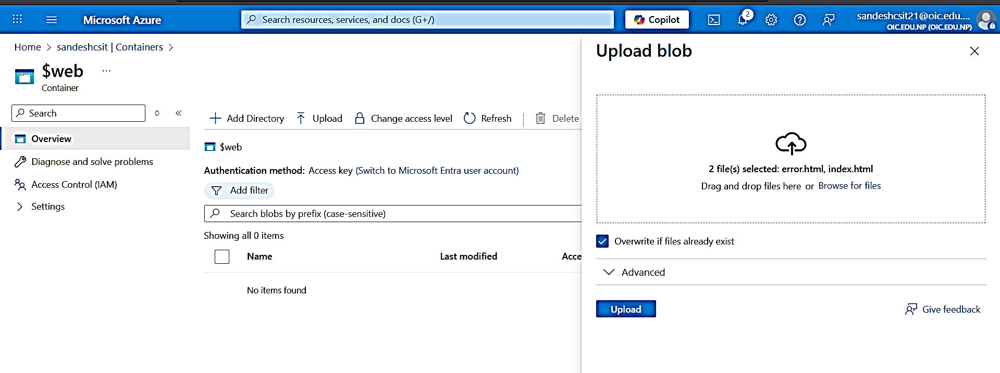 Microsoft Azure
Search resources, services, and docs (G+/)
Copilot
2
sandeshcsit21@oic.edu....
OIC.EDU.NP (OIC.EDU.NP)
Home > sandeshcsit | Containers >
$web ...
Container
Search
Overview
Diagnose and solve problems
Access Control (IAM)
Settings
Add Directory Upload Change access level Refresh Delete
$web
Authentication method: Access key (Switch to Microsoft Entra user account)
Add filter
Search blobs by prefix (case-sensitive)
Showing all 0 items
Name Last modified Acce
No items found
Upload blob
2 file(s) selected: error.html, index.html
Drag and drop files here or Browse for files
Overwrite if files already exist
Advanced
Upload
Give feedback